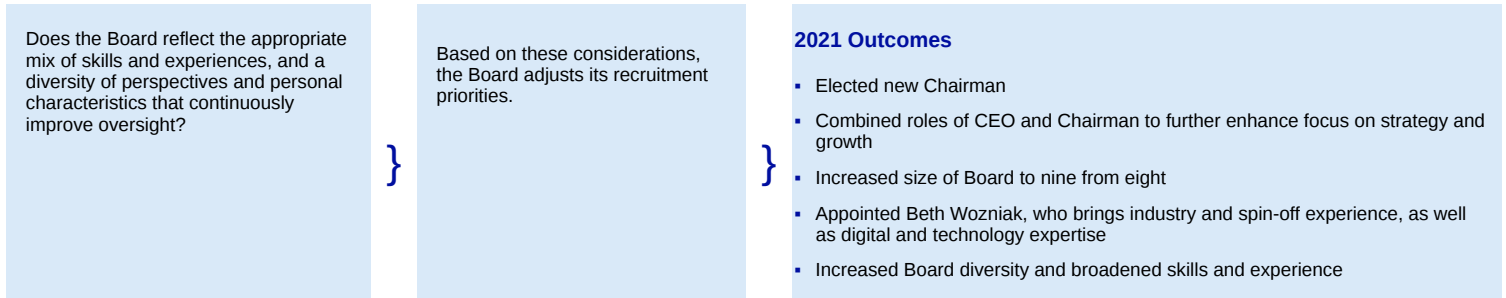 Does the Board reflect the appropriate
mix of skills and experiences, and a
diversity of perspectives and personal
characteristics that continuously
improve oversight?
}
Based on these considerations,
the Board adjusts its recruitment
priorities.
}
2021 Outcomes
▪ Elected new Chairman
▪ Combined roles of CEO and Chairman to further enhance focus on strategy and
growth
▪ Increased size of Board to nine from eight
▪ Appointed Beth Wozniak, who brings industry and spin-off experience, as well
as digital and technology expertise
▪ Increased Board diversity and broadened skills and experience